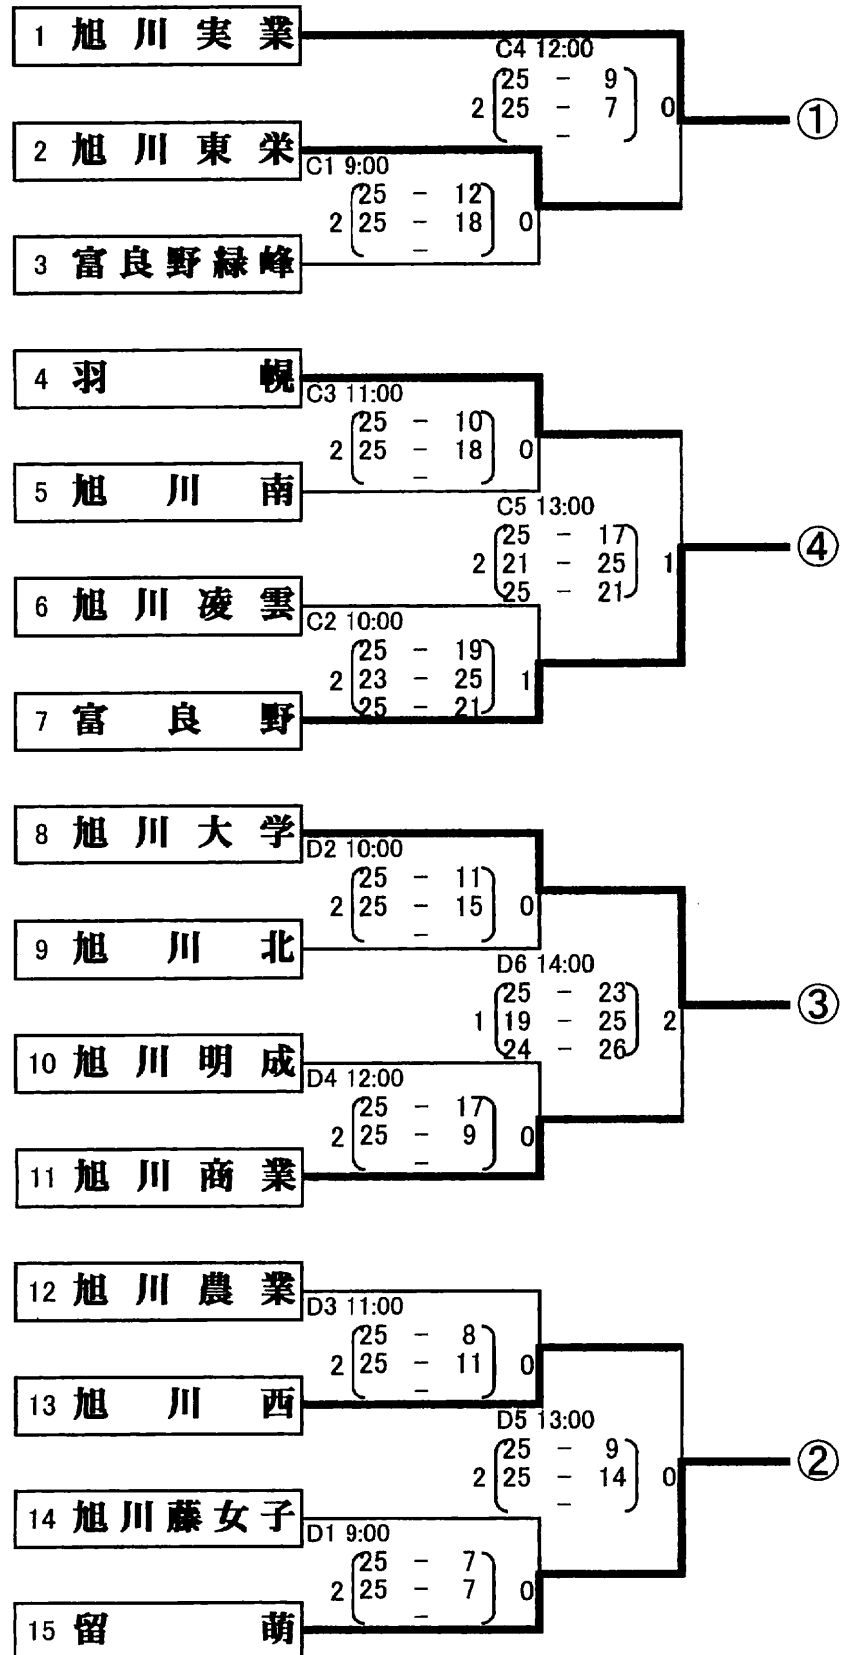 1 旭川実業
C4 12:00
25 - 9
2 25 - 7 0
-
①
2 旭川東栄
C1 9:00
25 - 12
2 25 - 18 0
-
3 富良野緑峰
4 羽幌
C3 11:00
25 - 10
2 25 - 18 0
-
5 旭川南
C5 13:00
25 - 17
2 21 - 25 1
25 - 21
④
6 旭川凌雲
C2 10:00
25 - 19
2 23 - 25 1
25 - 21
7 富良野
8 旭川大学
D2 10:00
25 - 11
2 25 - 15 0
-
9 旭川北
D6 14:00
25 - 23
1 19 - 25 2
24 - 26
③
10 旭川明成
D4 12:00
25 - 17
2 25 - 9 0
-
11 旭川商業
12 旭川農業
D3 11:00
25 - 8
2 25 - 11 0
-
13 旭川西
D5 13:00
25 - 9
2 25 - 14 0
-
②
14 旭川藤女子
D1 9:00
25 - 7
2 25 - 7 0
-
15 留萌